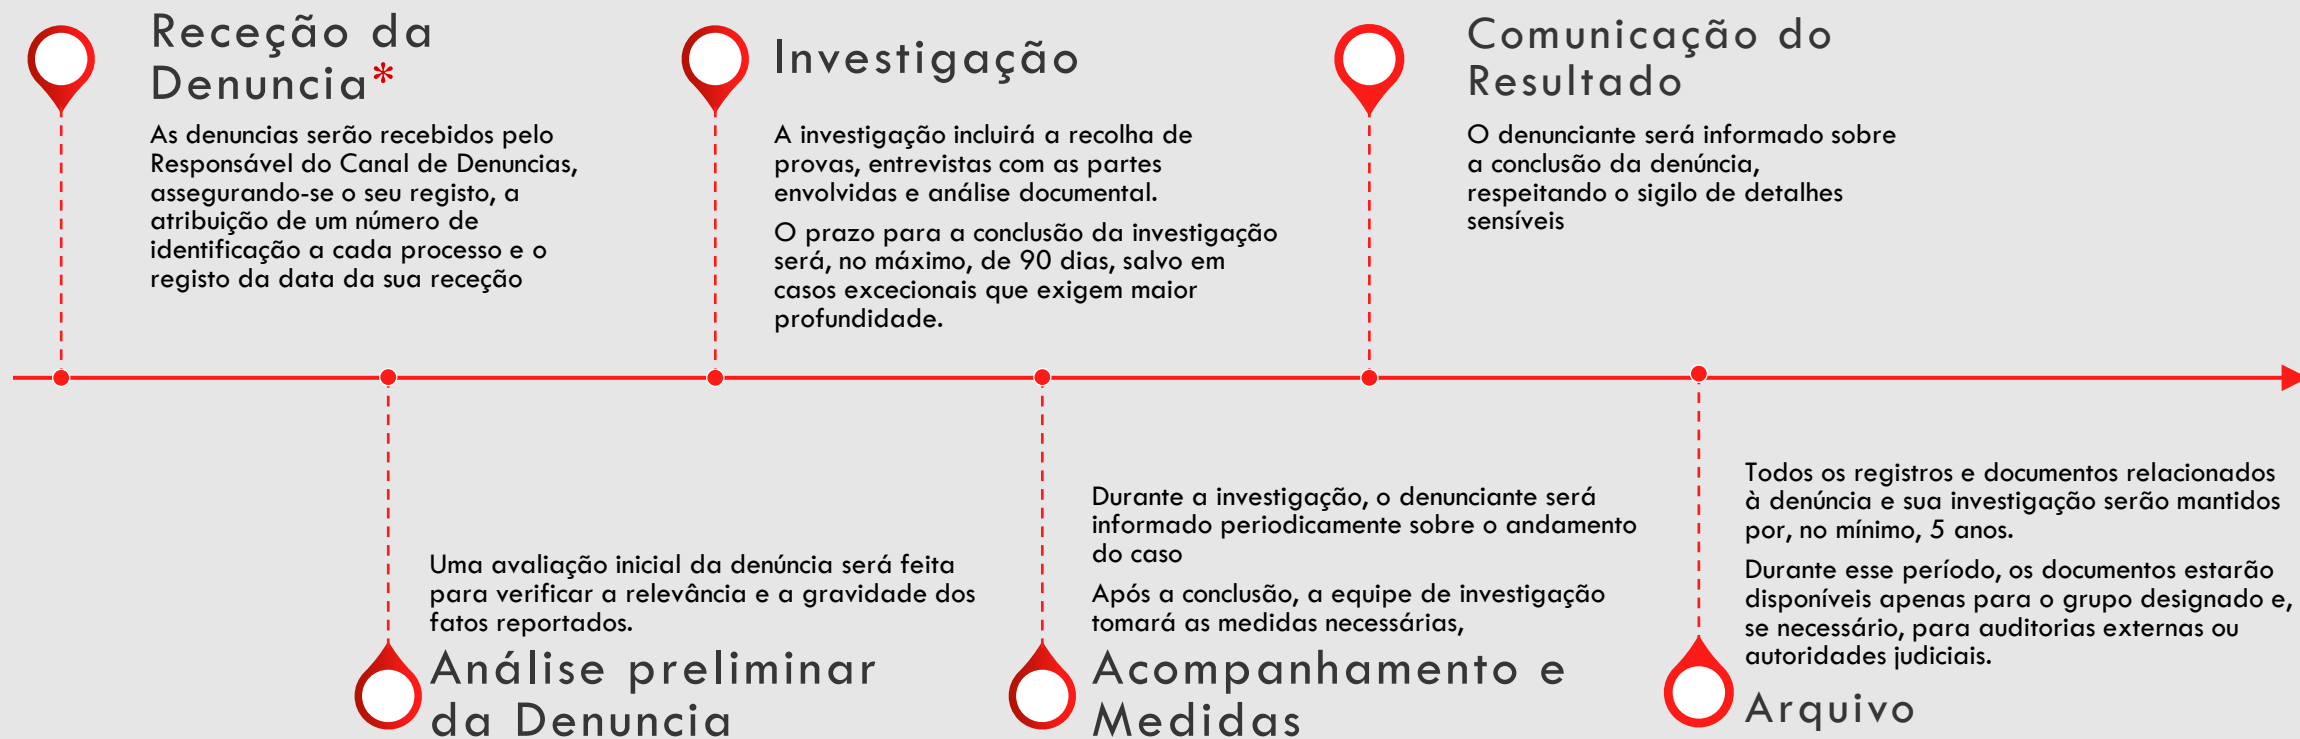 Receção da
Denuncia*
As denuncias serão recebidos pelo
Responsável do Canal de Denuncias,
assegurando-se o seu registo, a
atribuição de um número de
identificação a cada processo e o
registo da data da sua receção
Uma avaliação inicial da denúncia será feita
para verificar a relevância e a gravidade dos
fatos reportados.
Análise preliminar
da Denuncia
Investigação
A investigação incluirá a recolha de
provas, entrevistas com as partes
envolvidas e análise documental.
O prazo para a conclusão da investigação
será, no máximo, de 90 dias, salvo em
casos excecionais que exigem maior
profundidade.
Durante a investigação, o denunciante será
informado periodicamente sobre o andamento
do caso
Após a conclusão, a equipe de investigação
tomará as medidas necessárias,
Acompanhamento e
Medidas
Comunicação do
Resultado
O denunciante será informado sobre
a conclusão da denúncia,
respeitando o sigilo de detalhes
sensíveis
Todos os registros e documentos relacionados
à denúncia e sua investigação serão mantidos
por, no mínimo, 5 anos.
Durante esse período, os documentos estarão
disponíveis apenas para o grupo designado e,
se necessário, para auditorias externas ou
autoridades judiciais.
Arquivo